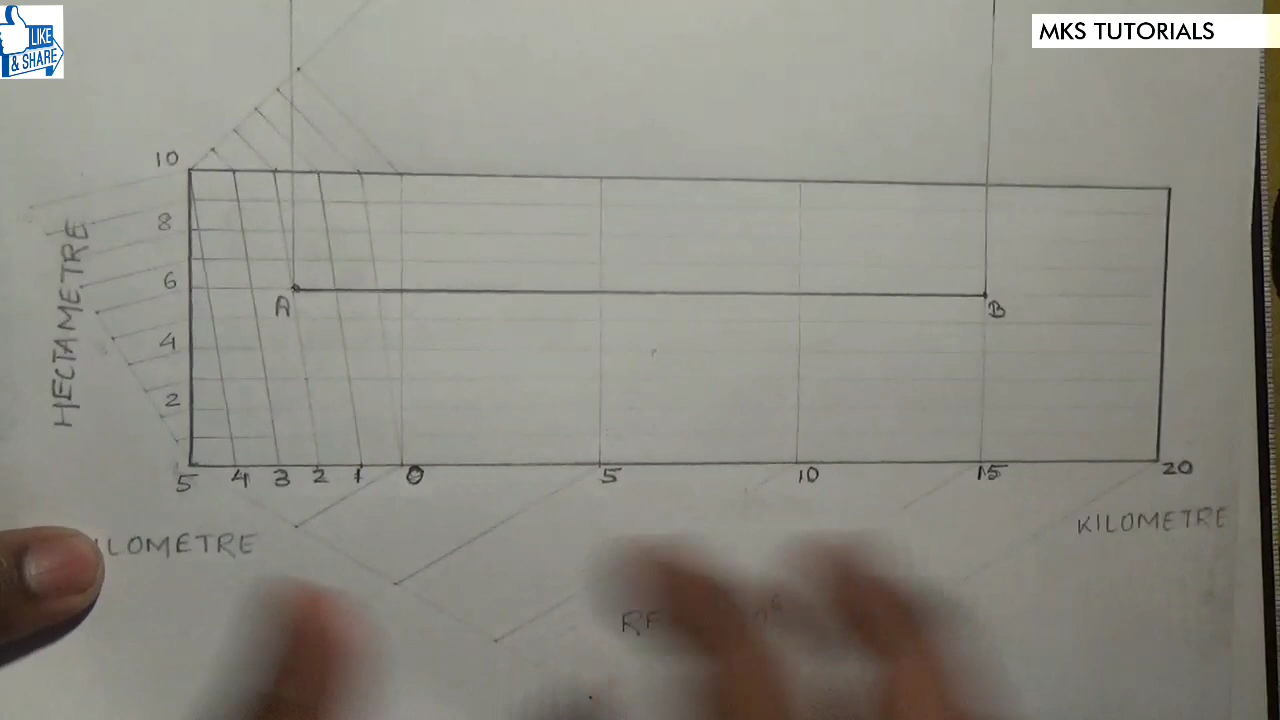 LIKE
& SHARE
MKS TUTORIALS
10
8
6
4
2
HECTAMETRE
A
B
5 4 3 2 1 0 5 10 15 20
KILOMETRE